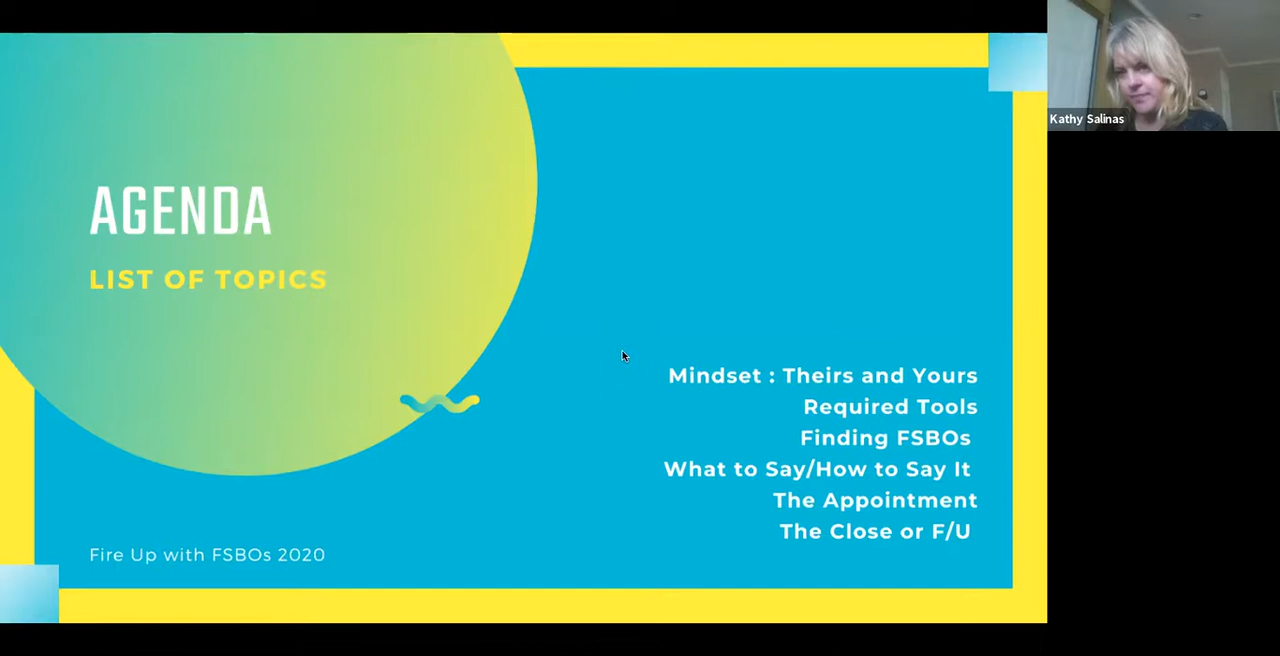 AGENDA
LIST OF TOPICS
Mindset : Theirs and Yours
Required Tools
Finding FSBOs
What to Say/How to Say It
The Appointment
The Close or F/U
Fire Up with FSBOs 2020
Kathy Salinas